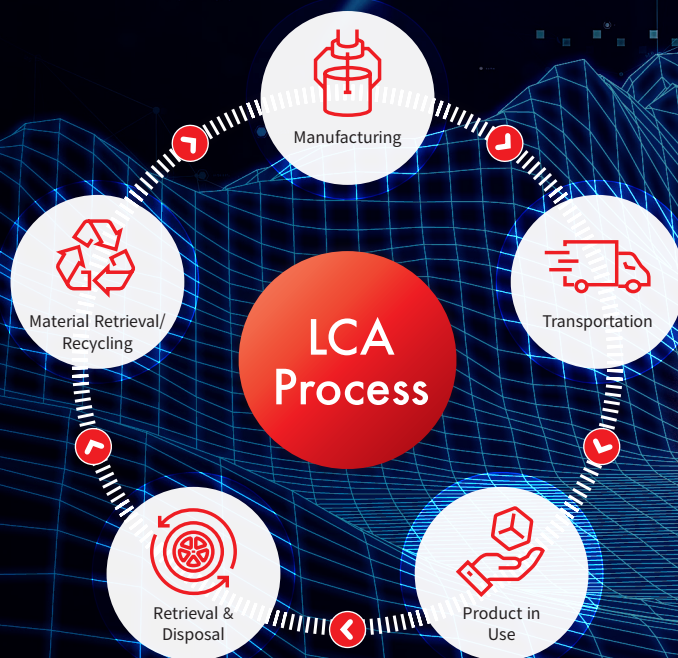 Manufacturing
Transportation
Product in
Use
Retrieval &
Disposal
Material Retrieval/
Recycling
LCA
Process